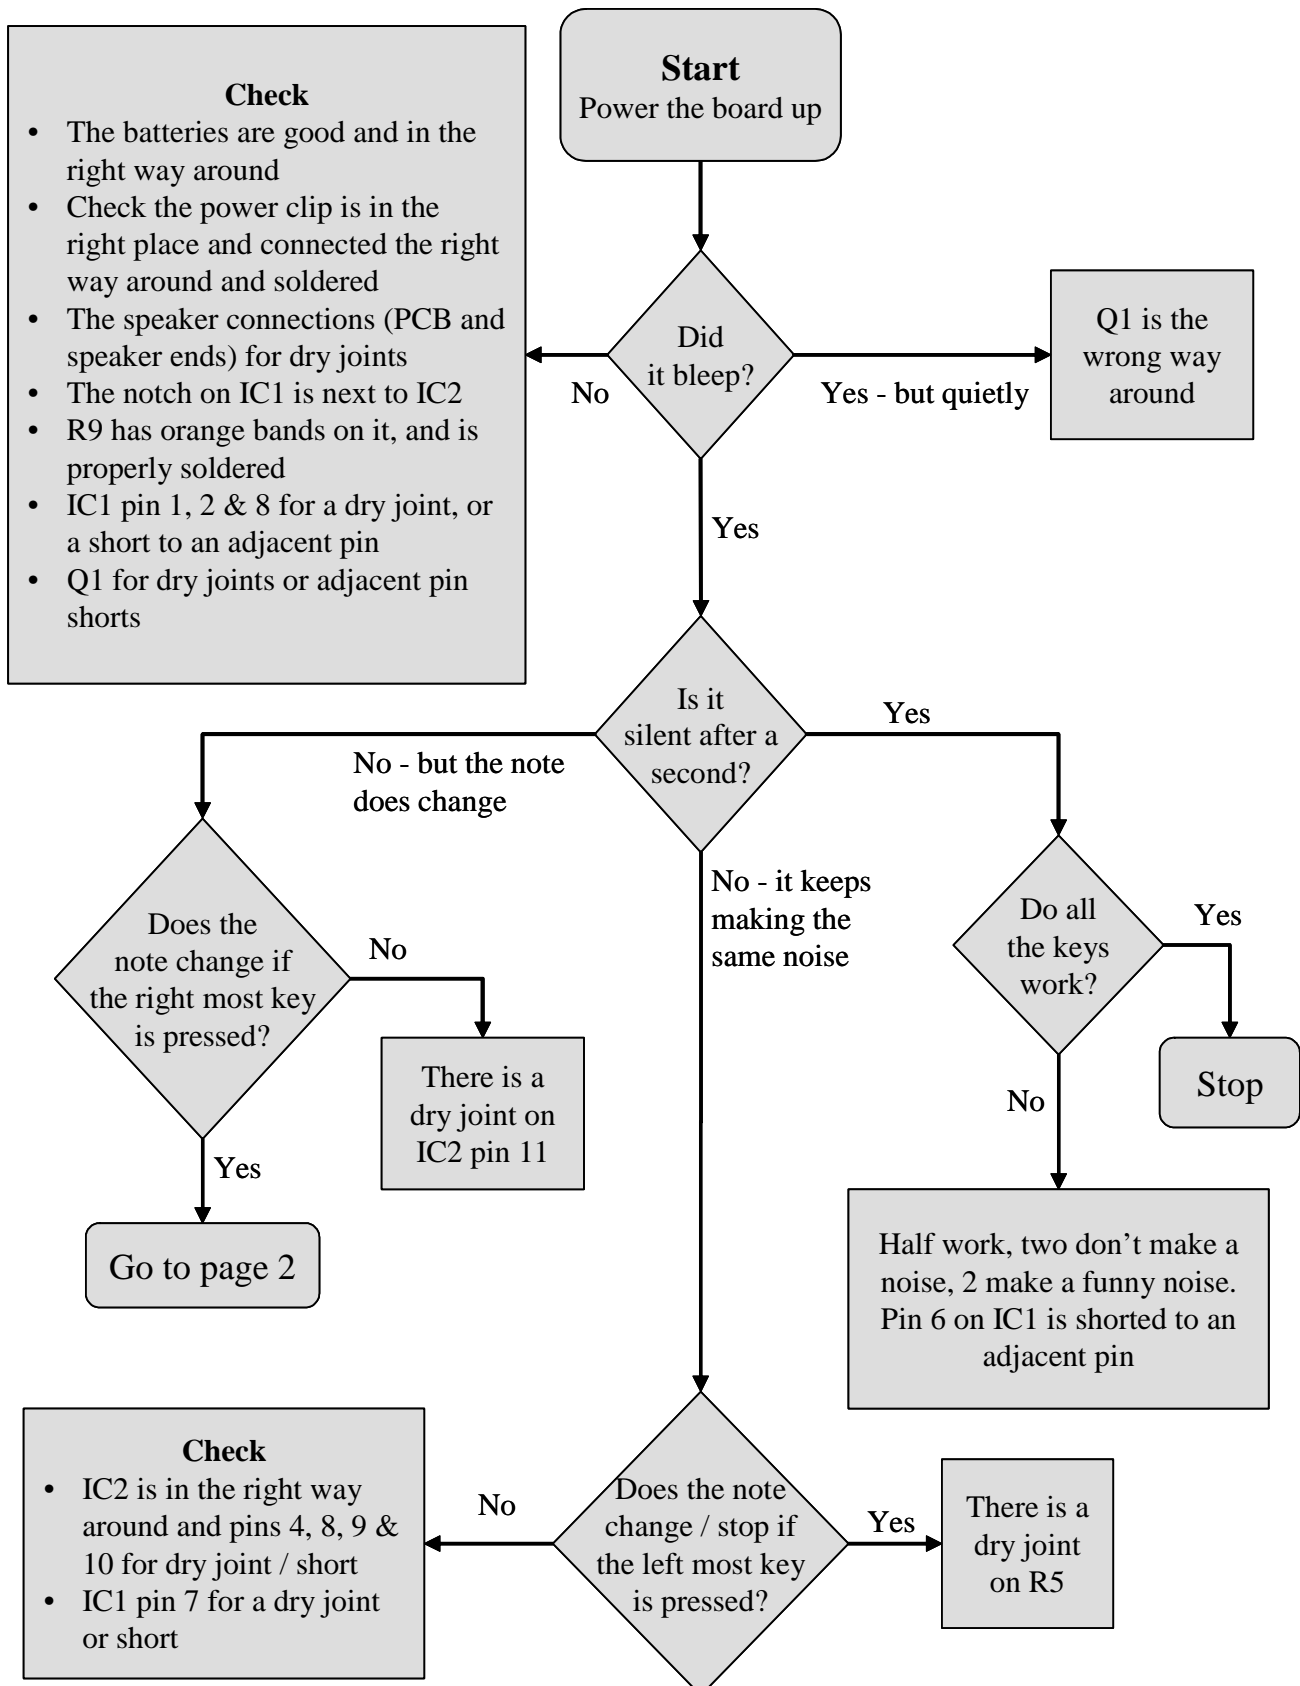 Start
Power the board up
Check
• The batteries are good and in the
right way around
• Check the power clip is in the
right place and connected the right
way around and soldered
• The speaker connections (PCB and
speaker ends) for dry joints
• The notch on IC1 is next to IC2
• R9 has orange bands on it, and is
properly soldered
• IC1 pin 1, 2 & 8 for a dry joint, or
a short to an adjacent pin
• Q1 for dry joints or adjacent pin
shorts
Did
it bleep?
No
Yes - but quietly
Q1 is the
wrong way
around
Yes
Is it
silent after a
second?
No - but the note
does change
Yes
No - it keeps
making the
same noise
Does the
note change if
the right most key
is pressed?
No
There is a
dry joint on
IC2 pin 11
Yes
Go to page 2
Do all
the keys
work?
Yes
Stop
No
Half work, two don’t make a
noise, 2 make a funny noise.
Pin 6 on IC1 is shorted to an
adjacent pin
Does the note
change / stop if
the left most key
is pressed?
No
Check
• IC2 is in the right way
around and pins 4, 8, 9 &
10 for dry joint / short
• IC1 pin 7 for a dry joint
or short
Yes
There is a
dry joint
on R5